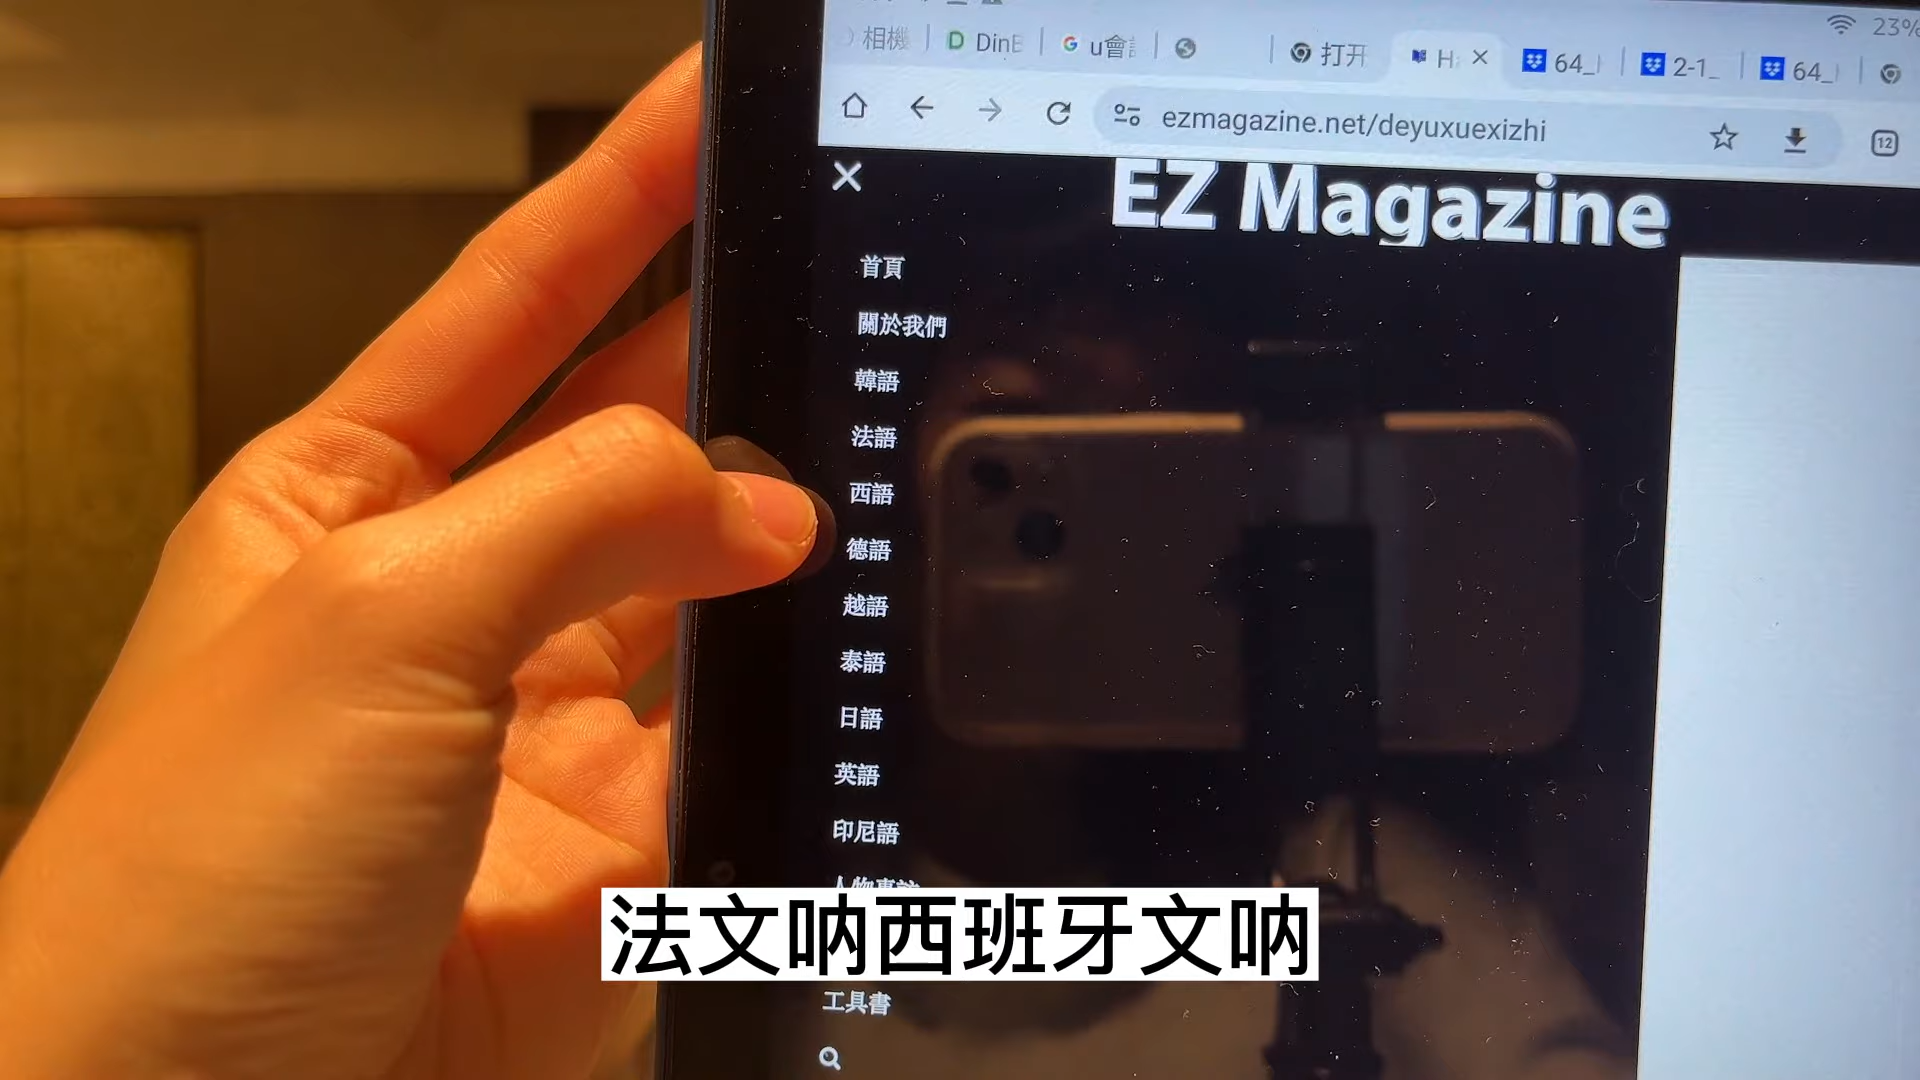 23%
相機
DinE
u會
打开
H
64_
2-1_
64_
ezmagazine.net/deyuxuexizhi
12
EZ Magazine
首頁
關於我們
韓語
法語
西語
德語
越語
泰語
日語
英語
印尼語
法文呐西班牙文呐
工具書